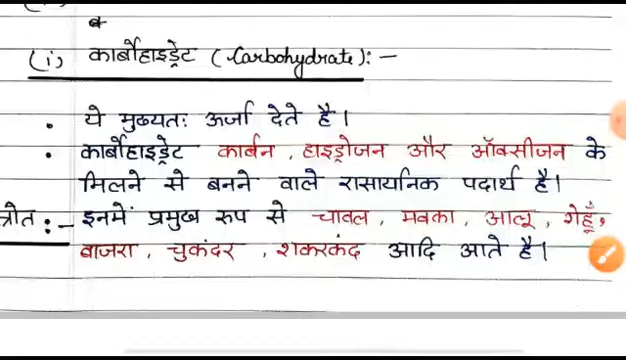 (i) कार्बोहाइड्रेट (Carbohydrate):-
• ये मुख्यतः ऊर्जा देते है।
• कार्बोहाइड्रेट कार्बन, हाइड्रोजन और ऑक्सीजन के
मिलने से बनने वाले रासायनिक पदार्थ है।
त्रोत :- इनमें प्रमुख रुप से चावल, मक्का, आलू, गेहूँ,
बाजरा, चुकंदर, शकरकंद आदि आते है।